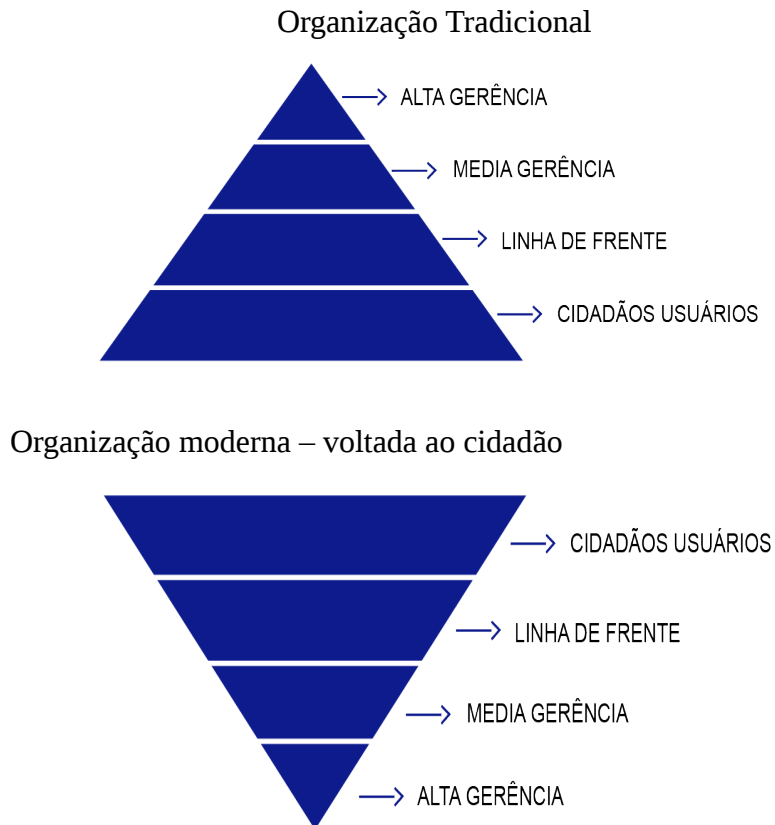 Organização Tradicional
ALTA GERÊNCIA
MEDIA GERÊNCIA
LINHA DE FRENTE
CIDADÃOS USUÁRIOS
Organização moderna – voltada ao cidadão
CIDADÃOS USUÁRIOS
LINHA DE FRENTE
MEDIA GERÊNCIA
ALTA GERÊNCIA